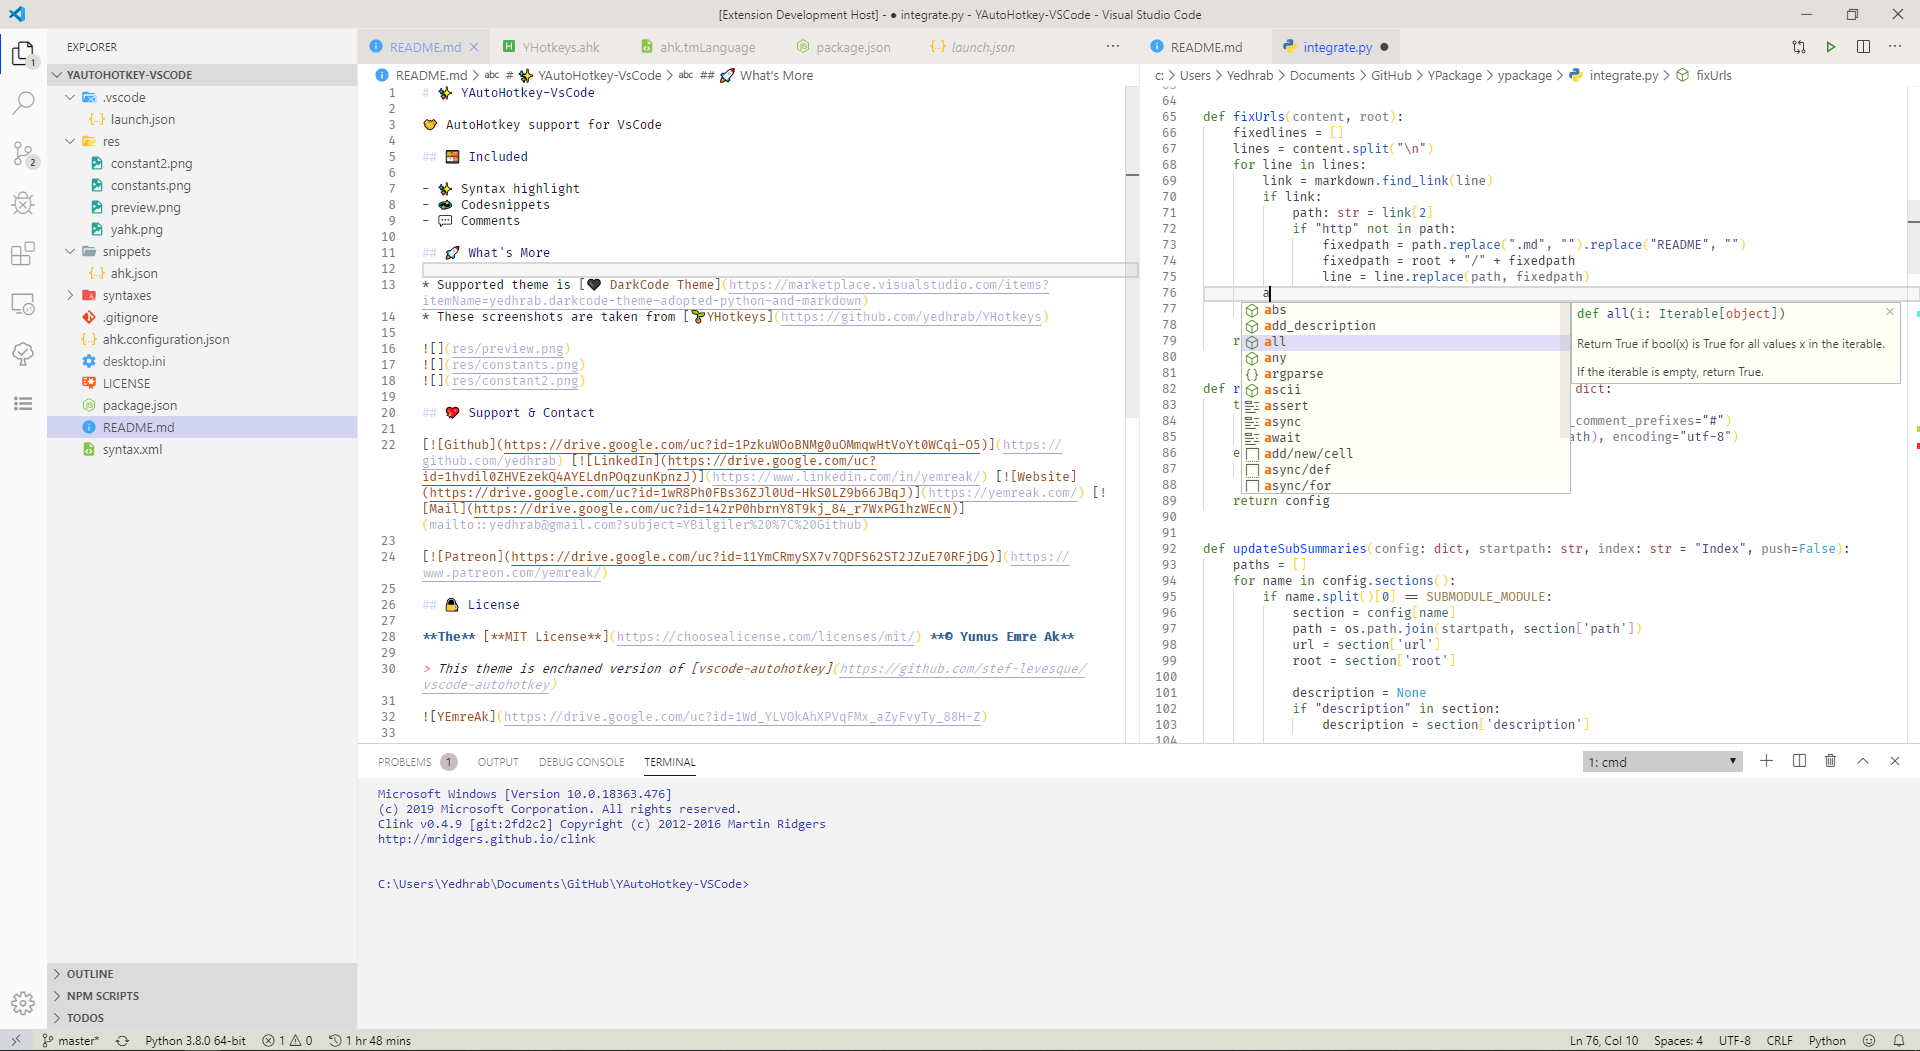 [Extension Development Host] - ● integrate.py - YAutoHotkey-VSCode - Visual Studio Code
EXPLORER
YAUTOHOTKEY-VSCODE
.vscode
launch.json
res
constant2.png
constants.png
preview.png
yahk.png
snippets
ahk.json
syntaxes
.gitignore
ahk.configuration.json
desktop.ini
LICENSE
package.json
README.md
syntax.xml
OUTLINE
NPM SCRIPTS
TODOS
1
2
README.md YHotkeys.ahk ahk.tmLanguage package.json launch.json
README.md > abc # ✨ YAutoHotkey-VsCode > abc ## 🚀 What's More
1 # ✨ YAutoHotkey-VsCode
2
3 AutoHotkey support for VsCode
4
5 ## 🍱 Included
6
7 - ✨ Syntax highlight
8 - Codesnippets
9 - 💬 Comments
10
11 ## 🚀 What's More
12
13 * Supported theme is [🖤 DarkCode Theme](https://marketplace.visualstudio.com/items?
itemName=yedhrab.darkcode-theme-adopted-python-and-markdown)
14 * These screenshots are taken from [🌱YHotkeys](https://github.com/yedhrab/YHotkeys)
15
16 ![](res/preview.png)
17 ![](res/constants.png)
18 ![](res/constant2.png)
19
20 ## 💖 Support & Contact
21
22 [![Github](https://drive.google.com/uc?id=1PzkuWOoBNMg0uOMmqwHtVoYt0WCqi-O5)](https://
github.com/yedhrab) [![LinkedIn](https://drive.google.com/uc?
id=1hvdil0ZHVEzekQ4AYELdnPOqzunKpnzJ)](https://www.linkedin.com/in/yemreak/) [![Website]
(https://drive.google.com/uc?id=1wR8Ph0FBs36ZJl0Ud-HkS0LZ9b66JBqJ)](https://yemreak.com/) [!
[Mail](https://drive.google.com/uc?id=142rP0hbrnY8T9kj_84_r7WxPG1hzWEcN)]
(mailto::yedhrab@gmail.com?subject=YBilgiler%20%7C%20Github)
23
24 [![Patreon](https://drive.google.com/uc?id=11YmCRmySX7v7QDFS62ST2JZuE70RFjDG)](https://
www.patreon.com/yemreak/)
25
26 ## 🔏 License
27
28 **The** [**MIT License**](https://choosealicense.com/licenses/mit/) **© Yunus Emre Ak**
29
30 > This theme is enchaned version of [vscode-autohotkey](https://github.com/stef-levesque/
vscode-autohotkey)
31
32 ![YEmreAk](https://drive.google.com/uc?id=1Wd_YLVOkAhXPVqFMx_aZyFvyTy_88H-Z)
33
README.md integrate.py ●
c: > Users > Yedhrab > Documents > GitHub > YPackage > ypackage > integrate.py > fixUrls
64
65 def fixUrls(content, root):
66 fixedlines = []
67 lines = content.split("\n")
68 for line in lines:
69 link = markdown.find_link(line)
70 if link:
71 path: str = link[2]
72 if "http" not in path:
73 fixedpath = path.replace(".md", "").replace("README", "")
74 fixedpath = root + "/" + fixedpath
75 line = line.replace(path, fixedpath)
76 a
77
78
79 r
80
81
82 def r dict:
83 t
84 _comment_prefixes="#")
85 ath), encoding="utf-8")
86 e
87
88
89 return config
90
91
92 def updateSubSummaries(config: dict, startpath: str, index: str = "Index", push=False):
93 paths = []
94 for name in config.sections():
95 if name.split()[0] == SUBMODULE_MODULE:
96 section = config[name]
97 path = os.path.join(startpath, section['path'])
98 url = section['url']
99 root = section['root']
100
101 description = None
102 if "description" in section:
103 description = section['description']
104
abs
add_description
all
any
argparse
ascii
assert
async
await
add/new/cell
async/def
async/for
def all(i: Iterable[object])
Return True if bool(x) is True for all values x in the iterable.
If the iterable is empty, return True.
PROBLEMS 1 OUTPUT DEBUG CONSOLE TERMINAL 1: cmd
Microsoft Windows [Version 10.0.18363.476]
(c) 2019 Microsoft Corporation. All rights reserved.
Clink v0.4.9 [git:2fd2c2] Copyright (c) 2012-2016 Martin Ridgers
http://mridgers.github.io/clink
C:\Users\Yedhrab\Documents\GitHub\YAutoHotkey-VSCode>
master* Python 3.8.0 64-bit 1 0 1 hr 48 mins Ln 76, Col 10 Spaces: 4 UTF-8 CRLF Python